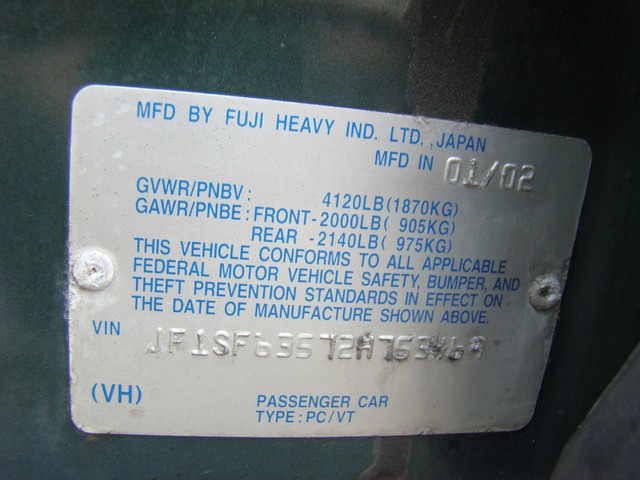 MFD BY FUJI HEAVY IND. LTD.,JAPAN
MFD IN 01/02
GVWR/PNBV: 4120LB(1870KG)
GAWR/PNBE: FRONT-2000LB( 905KG)
REAR -2140LB( 975KG)
THIS VEHICLE CONFORMS TO ALL APPLICABLE
FEDERAL MOTOR VEHICLE SAFETY, BUMPER, AND
THEFT PREVENTION STANDARDS IN EFFECT ON
THE DATE OF MANUFACTURE SHOWN ABOVE.
VIN JF1SF63572H753469
(VH) PASSENGER CAR
TYPE:PC/VT